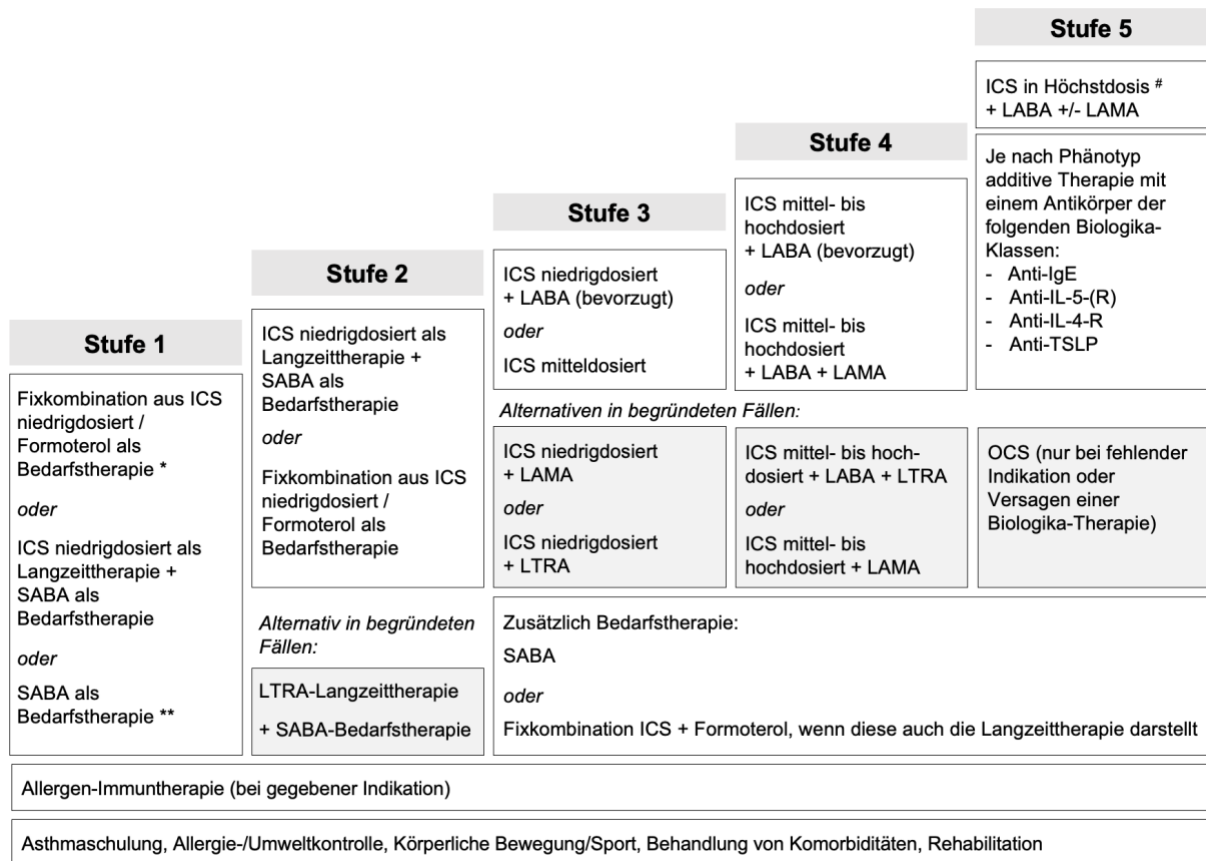 Stufe 1
Fixkombination aus ICS
niedrigdosiert /
Formoterol als
Bedarfstherapie *
oder
ICS niedrigdosiert als
Langzeittherapie +
SABA als
Bedarfstherapie
oder
SABA als
Bedarfstherapie **
Stufe 2
ICS niedrigdosiert als
Langzeittherapie +
SABA als
Bedarfstherapie
oder
Fixkombination aus ICS
niedrigdosiert /
Formoterol als
Bedarfstherapie
Alternativ in begründeten
Fällen:
LTRA-Langzeittherapie
+ SABA-Bedarfstherapie
Stufe 3
ICS niedrigdosiert
+ LABA (bevorzugt)
oder
ICS mitteldosiert
Stufe 4
ICS mittel- bis
hochdosiert
+ LABA (bevorzugt)
oder
ICS mittel- bis
hochdosiert
+ LABA + LAMA
Stufe 5
ICS in Höchstdosis #
+ LABA +/- LAMA
Je nach Phänotyp
additive Therapie mit
einem Antikörper der
folgenden Biologika-
Klassen:
- Anti-IgE
- Anti-IL-5-(R)
- Anti-IL-4-R
- Anti-TSLP
Alternativen in begründeten Fällen:
ICS niedrigdosiert
+ LAMA
oder
ICS niedrigdosiert
+ LTRA
ICS mittel- bis hoch-
dosiert + LABA + LTRA
oder
ICS mittel- bis
hochdosiert + LAMA
OCS (nur bei fehlender
Indikation oder
Versagen einer
Biologika-Therapie)
Zusätzlich Bedarfstherapie:
SABA
oder
Fixkombination ICS + Formoterol, wenn diese auch die Langzeittherapie darstellt
Allergen-Immuntherapie (bei gegebener Indikation)
Asthmaschulung, Allergie-/Umweltkontrolle, Körperliche Bewegung/Sport, Behandlung von Komorbiditäten, Rehabilitation